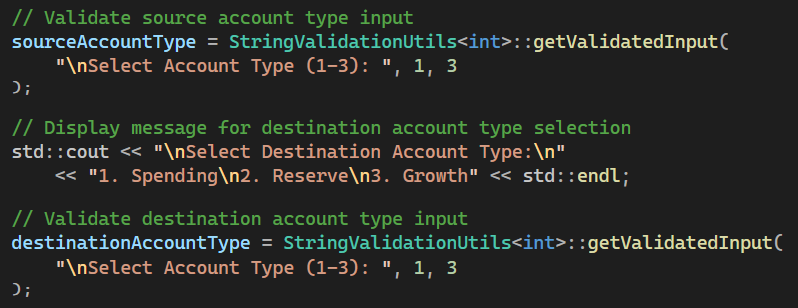 // Validate source account type input
sourceAccountType = StringValidationUtils<int>::getValidatedInput(
    "\nSelect Account Type (1-3): ", 1, 3
);

// Display message for destination account type selection
std::cout << "\nSelect Destination Account Type:\n"
    << "1. Spending\n2. Reserve\n3. Growth" << std::endl;

// Validate destination account type input
destinationAccountType = StringValidationUtils<int>::getValidatedInput(
    "\nSelect Account Type (1-3): ", 1, 3
);